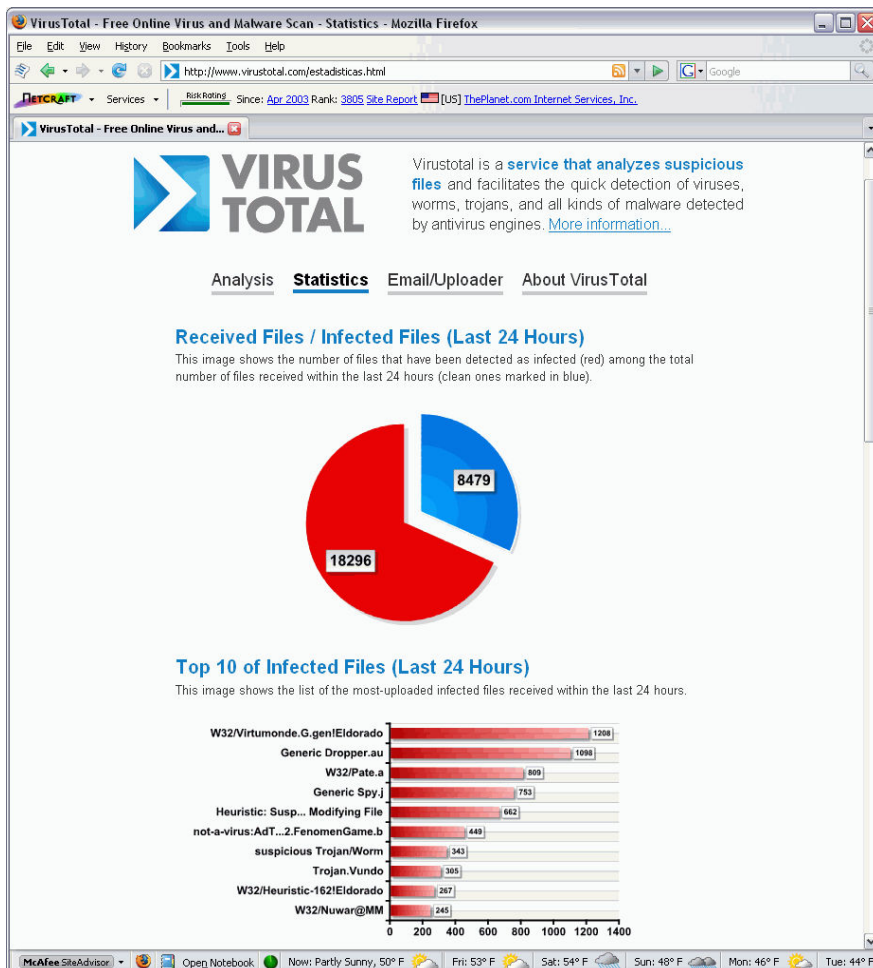 VirusTotal - Free Online Virus and Malware Scan - Statistics - Mozilla Firefox
File Edit View History Bookmarks Tools Help
http://www.virustotal.com/estadisticas.html
G Google
NETCRAFT Services Risk Rating Since: Apr 2003 Rank: 3805 Site Report [US] ThePlanet.com Internet Services, Inc.
VirusTotal - Free Online Virus and...
VIRUS
TOTAL
Virustotal is a service that analyzes suspicious
files and facilitates the quick detection of viruses,
worms, trojans, and all kinds of malware detected
by antivirus engines. More information...
Analysis Statistics Email/Uploader About VirusTotal
Received Files / Infected Files (Last 24 Hours)
This image shows the number of files that have been detected as infected (red) among the total
number of files received within the last 24 hours (clean ones marked in blue).
8479
18296
Top 10 of Infected Files (Last 24 Hours)
This image shows the list of the most-uploaded infected files received within the last 24 hours.
W32/Virtumonde.G.gen!Eldorado 1208
Generic Dropper.au 1098
W32/Pate.a 809
Generic Spy.j 753
Heuristic: Susp... Modifying File 662
not-a-virus:AdT...2.FenomenGame.b 449
suspicious Trojan/Worm 343
Trojan.Vundo 305
W32/Heuristic-162!Eldorado 267
W32/Nuwar@MM 245
0 200 400 600 800 1000 1200 1400
McAfee SiteAdvisor Open Notebook Now: Partly Sunny, 50° F Fri: 53° F Sat: 54° F Sun: 48° F Mon: 46° F Tue: 44° F